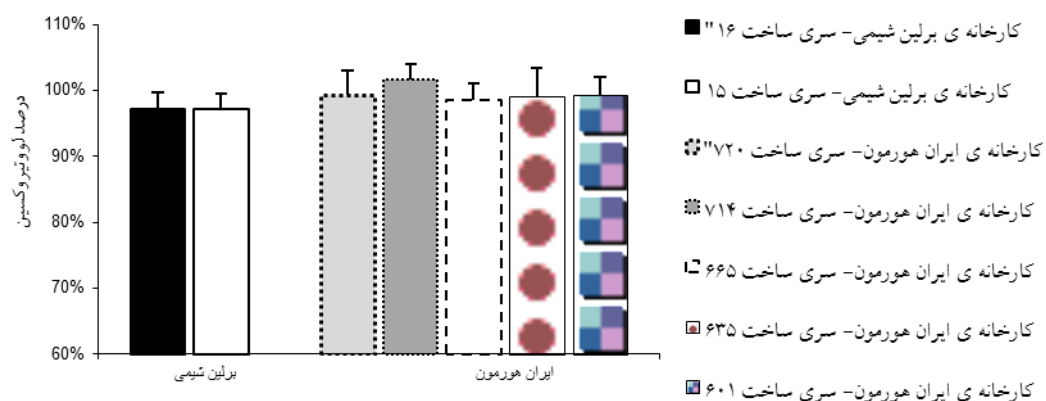 110%
100%
90%
80%
70%
60%
درصد لووتیروکسین
برلین شیمی
ایران هورمون
کارخانه ی برلین شیمی- سری ساخت ۱۶"
کارخانه ی برلین شیمی- سری ساخت ۱۵
کارخانه ی ایران هورمون- سری ساخت ۷۲۰"
کارخانه ی ایران هورمون- سری ساخت ۷۱۴
کارخانه ی ایران هورمون- سری ساخت ۶۶۵
کارخانه ی ایران هورمون- سری ساخت ۶۳۵
کارخانه ی ایران هورمون- سری ساخت ۶۰۱